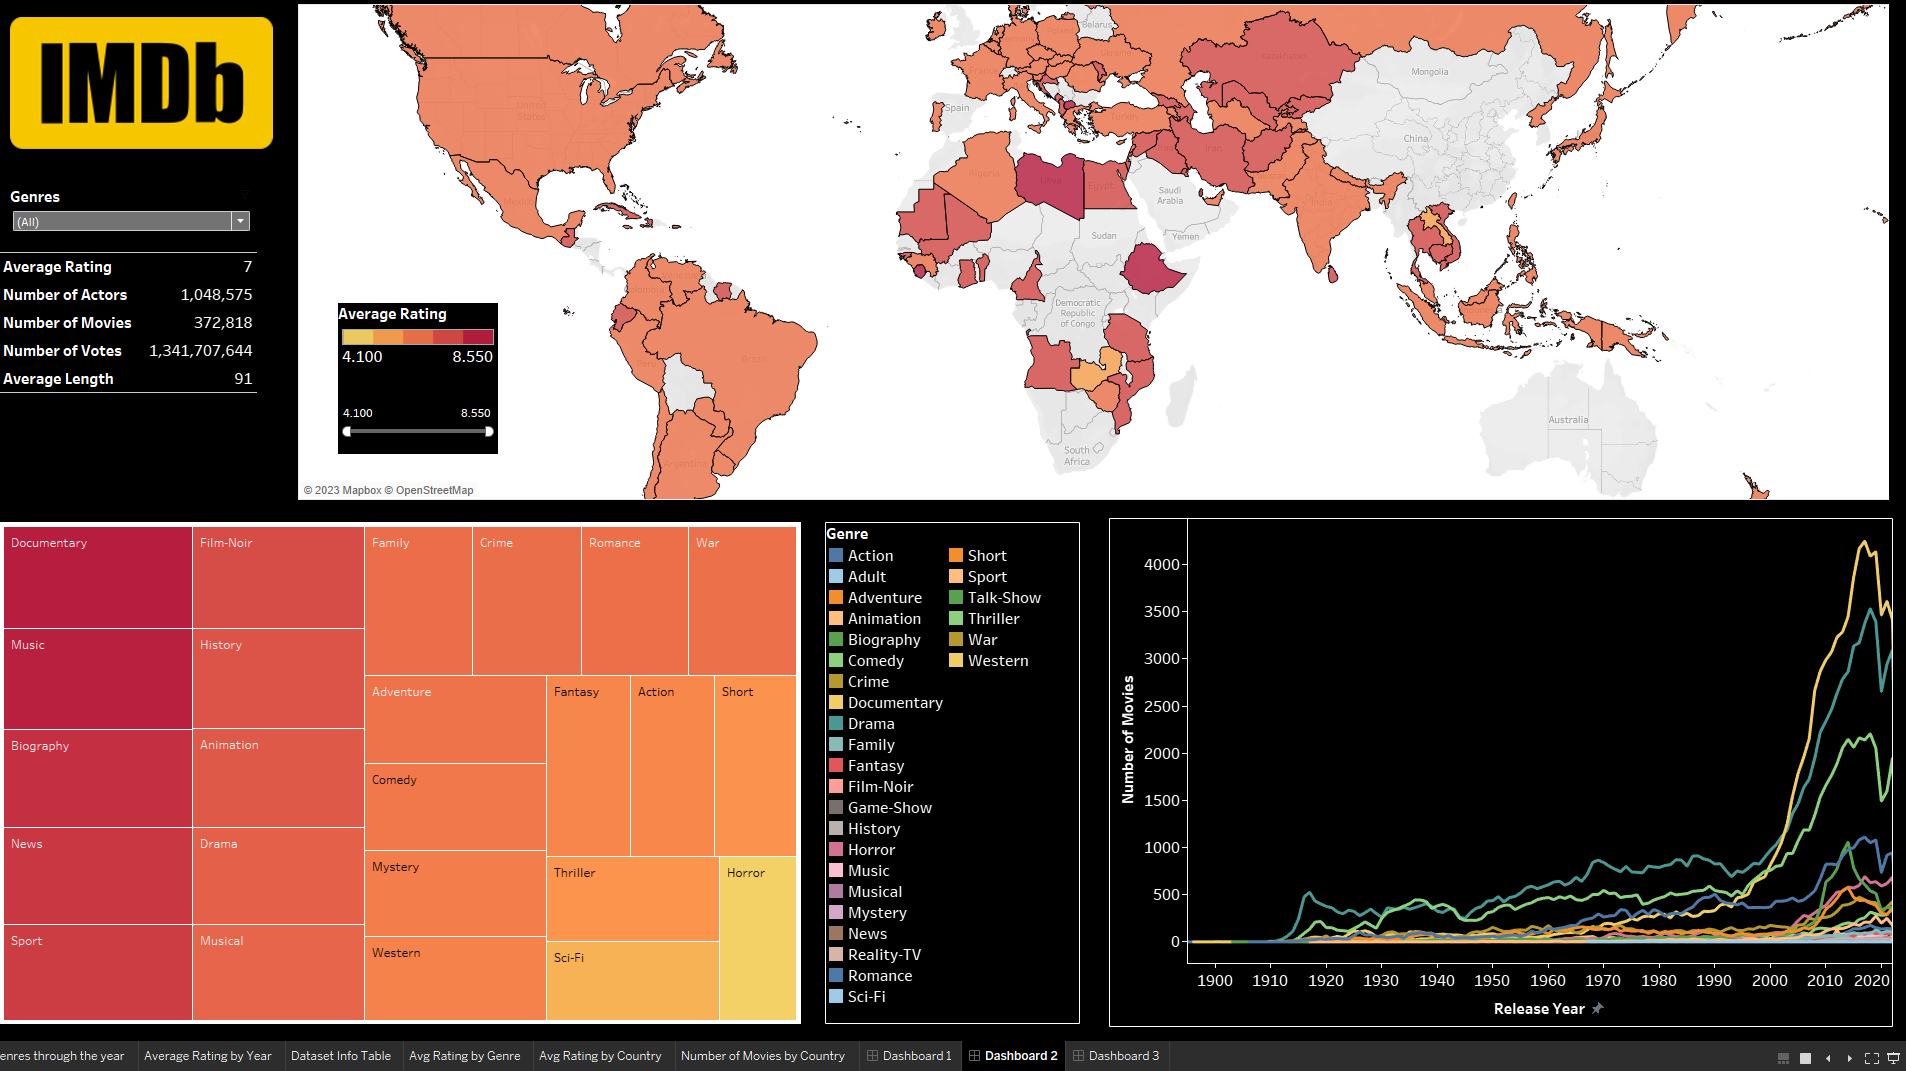 IMDb
Genres
(All)
Average Rating 7
Number of Actors 1,048,575
Number of Movies 372,818
Number of Votes 1,341,707,644
Average Length 91
Belarus
Ukraine
France
Spain
Turkey
Kazakhstan
Mongolia
China
United States
Mexico
Algeria
Libya
Egypt
Iran
Saudi Arabia
Sudan
Yemen
India
Colombia
Brazil
Peru
Argentina
Democratic Republic of Congo
South Africa
Australia
Average Rating
4.100 8.550
4.100 8.550
© 2023 Mapbox © OpenStreetMap
Documentary
Music
Biography
News
Sport
Film-Noir
History
Animation
Drama
Musical
Family
Crime
Romance
War
Adventure
Comedy
Mystery
Western
Fantasy
Action
Short
Thriller
Sci-Fi
Horror
Genre
Action
Adult
Adventure
Animation
Biography
Comedy
Crime
Documentary
Drama
Family
Fantasy
Film-Noir
Game-Show
History
Horror
Music
Musical
Mystery
News
Reality-TV
Romance
Sci-Fi
Short
Sport
Talk-Show
Thriller
War
Western
Number of Movies
4000
3500
3000
2500
2000
1500
1000
500
0
1900 1910 1920 1930 1940 1950 1960 1970 1980 1990 2000 2010 2020
Release Year
enres through the year
Average Rating by Year
Dataset Info Table
Avg Rating by Genre
Avg Rating by Country
Number of Movies by Country
Dashboard 1
Dashboard 2
Dashboard 3